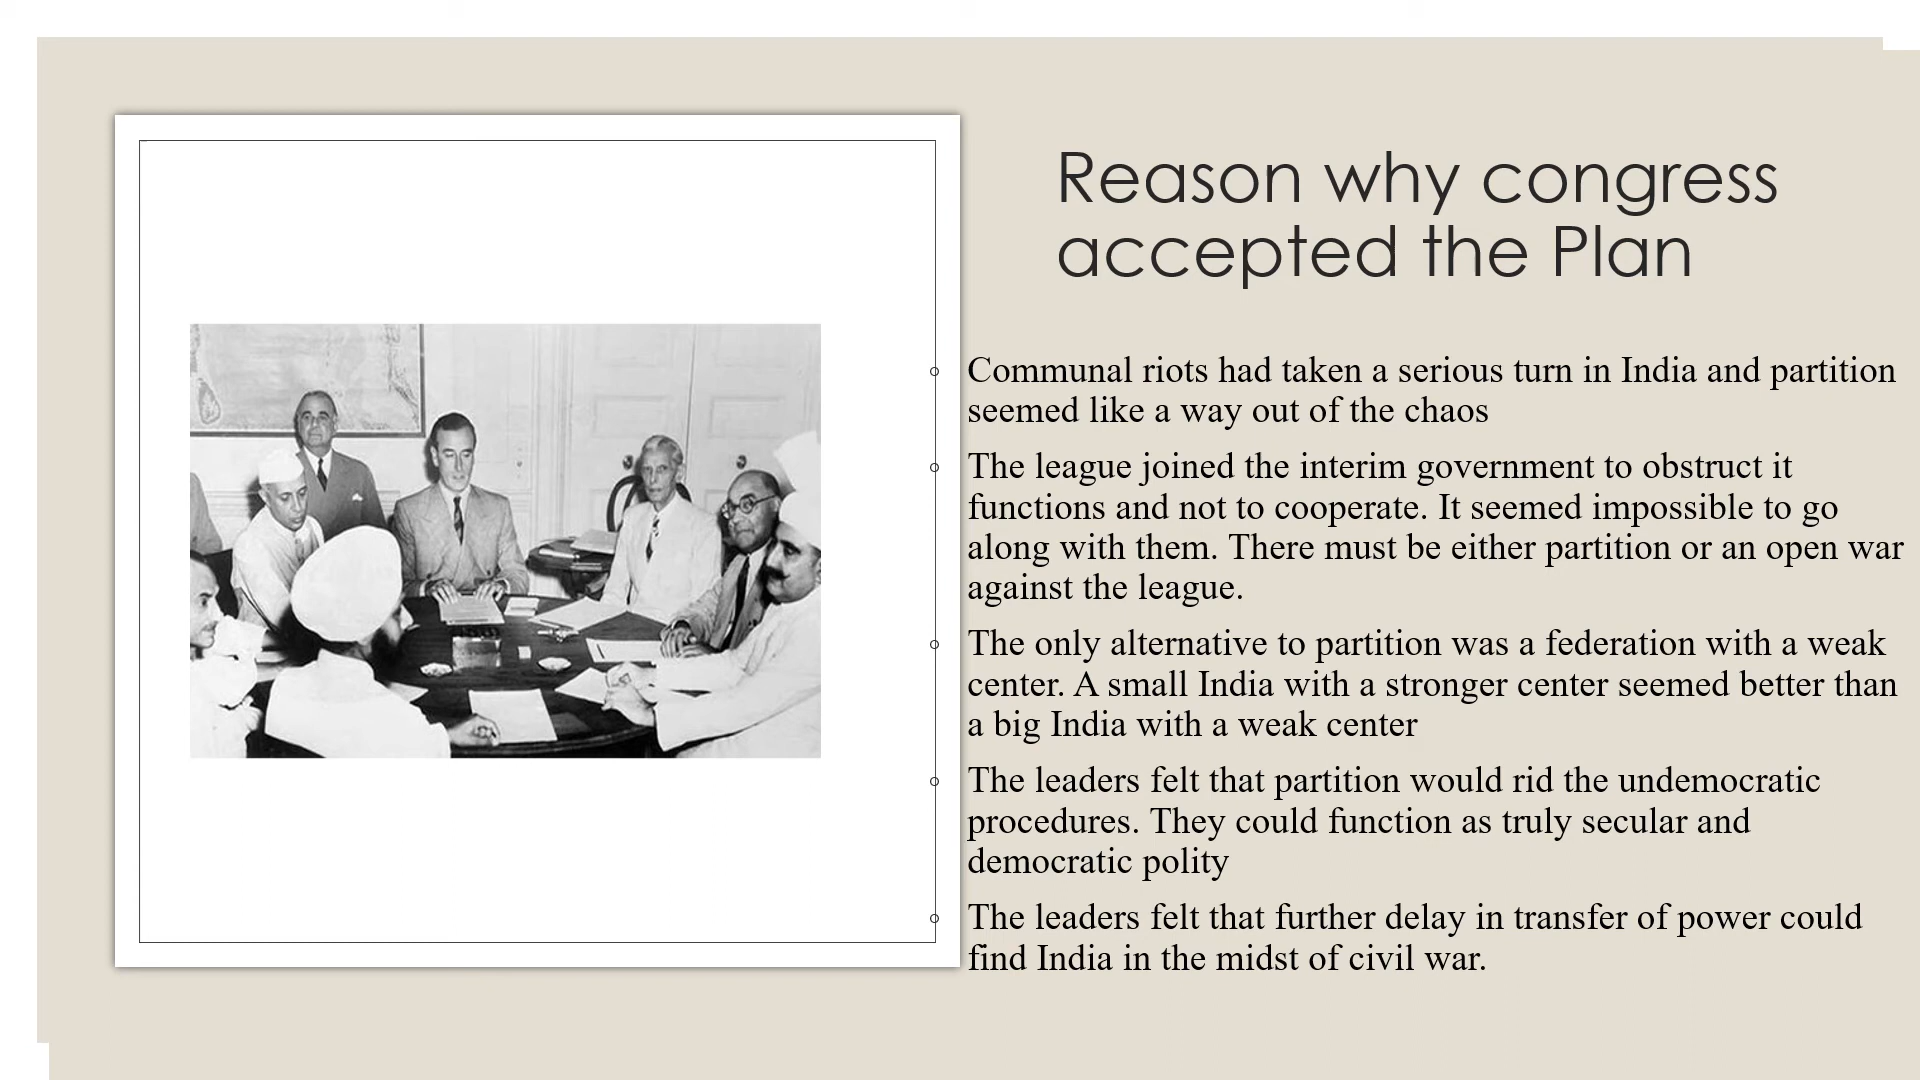 Reason why congress
accepted the Plan
Communal riots had taken a serious turn in India and partition
seemed like a way out of the chaos
The league joined the interim government to obstruct it
functions and not to cooperate. It seemed impossible to go
along with them. There must be either partition or an open war
against the league.
The only alternative to partition was a federation with a weak
center. A small India with a stronger center seemed better than
a big India with a weak center
The leaders felt that partition would rid the undemocratic
procedures. They could function as truly secular and
democratic polity
The leaders felt that further delay in transfer of power could
find India in the midst of civil war.